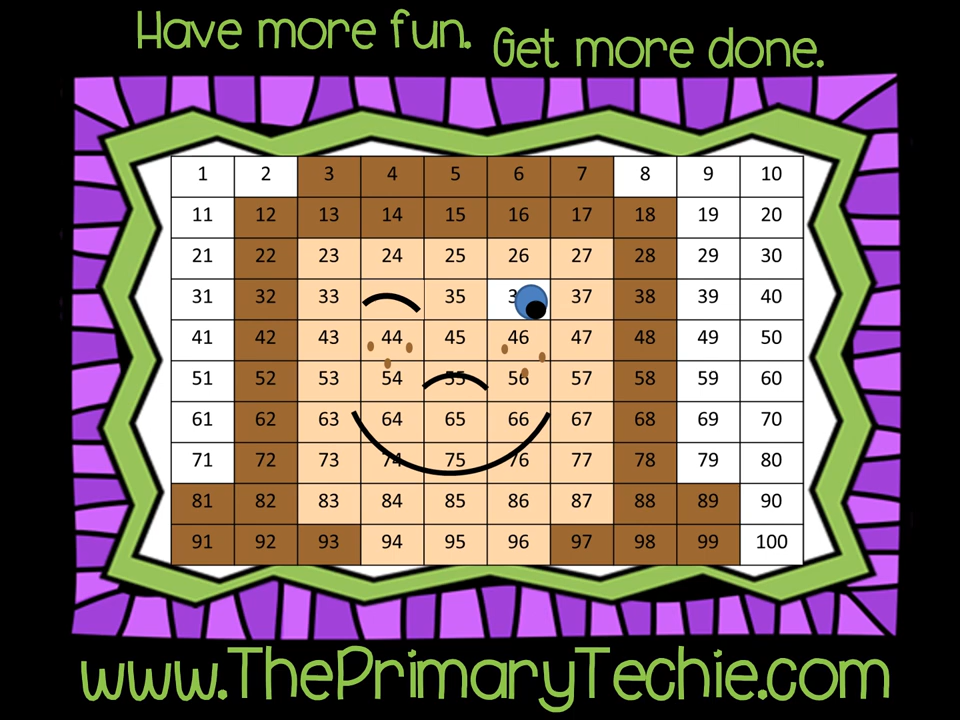 Have more fun. Get more done.
1 2 3 4 5 6 7 8 9 10
11 12 13 14 15 16 17 18 19 20
21 22 23 24 25 26 27 28 29 30
31 32 33 35 3 37 38 39 40
41 42 43 44 45 46 47 48 49 50
51 52 53 54 55 56 57 58 59 60
61 62 63 64 65 66 67 68 69 70
71 72 73 74 75 76 77 78 79 80
81 82 83 84 85 86 87 88 89 90
91 92 93 94 95 96 97 98 99 100
www.ThePrimaryTechie.com